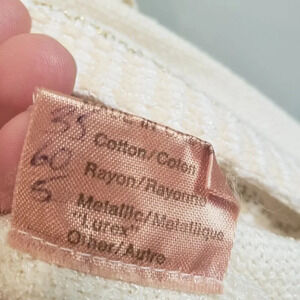 35 Cotton/Coton
60 Rayon/Rayonne
5 Metallic/Metallique
"Lurex"
Other/Autre